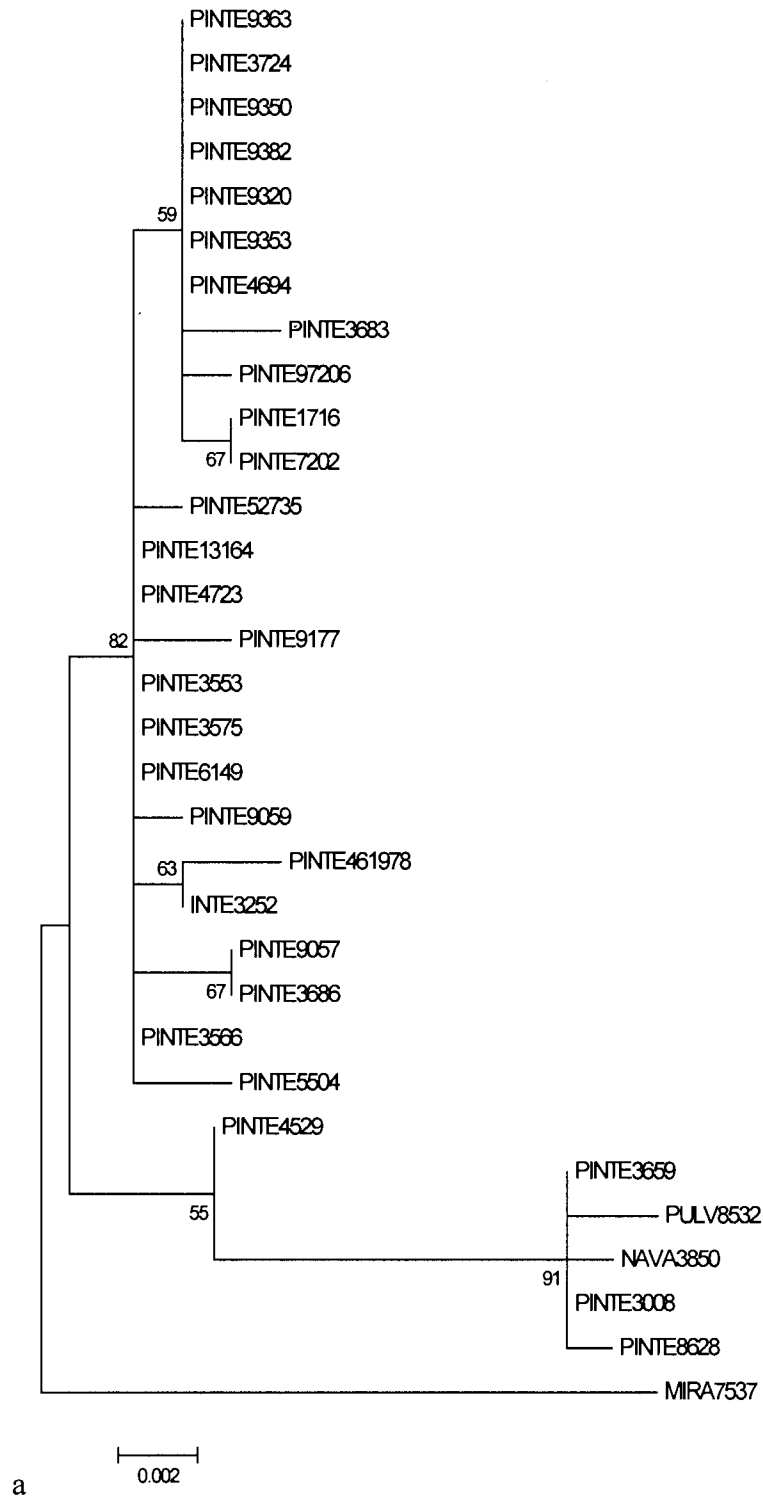 PINTE9363
PINTE3724
PINTE9350
PINTE9382
PINTE9320
59
PINTE9353
PINTE4694
PINTE3683
PINTE97206
PINTE1716
67
PINTE7202
PINTE52735
PINTE13164
PINTE4723
82
PINTE9177
PINTE3553
PINTE3575
PINTE6149
PINTE9059
63
PINTE461978
INTE3252
PINTE9057
67
PINTE3686
PINTE3566
PINTE5504
PINTE4529
PINTE3659
55
PULV8532
NAVA3850
91
PINTE3008
PINTE8628
MIRA7537
0.002
a